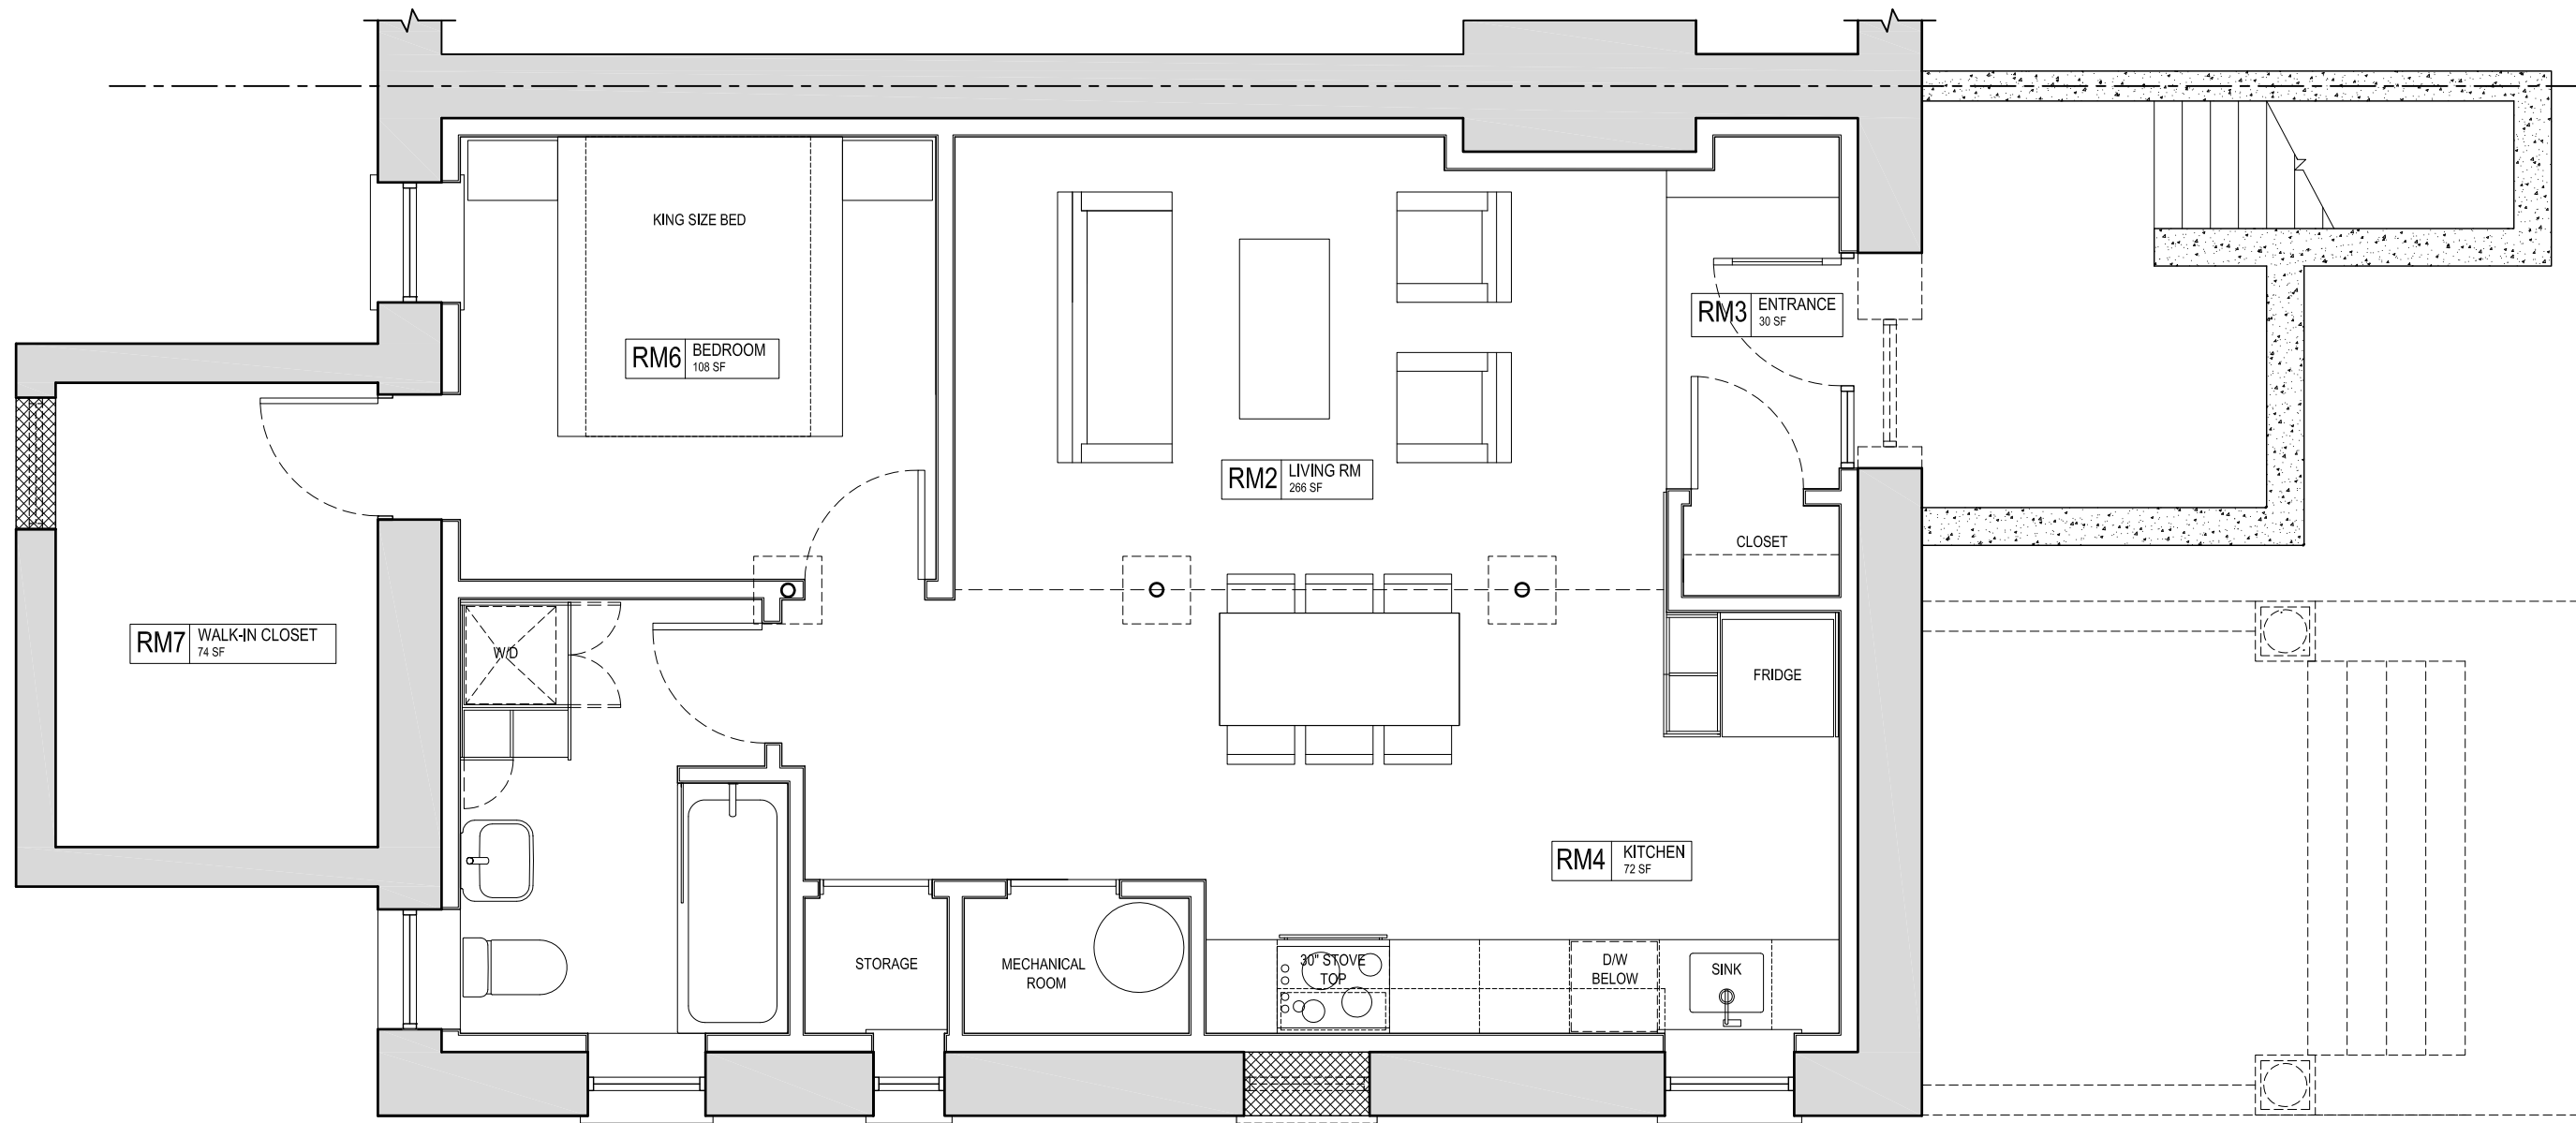 KING SIZE BED
RM3 ENTRANCE
30 SF
RM6 BEDROOM
108 SF
RM2 LIVING RM
266 SF
CLOSET
RM7 WALK-IN CLOSET
74 SF
W/D
FRIDGE
RM4 KITCHEN
72 SF
STORAGE
MECHANICAL
ROOM
30" STOVE
TOP
D/W
BELOW
SINK